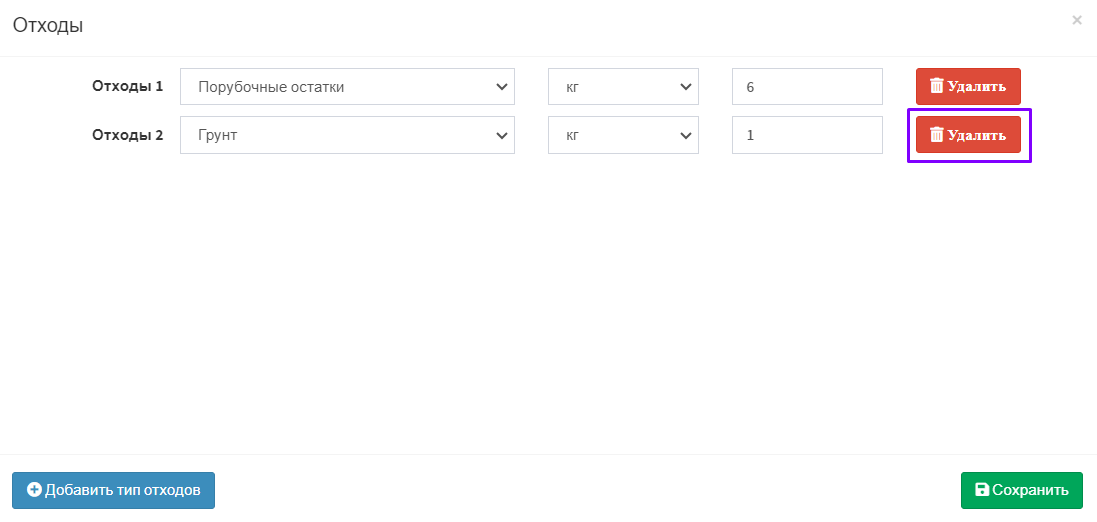 Отходы ×
Отходы 1 Порубочные остатки кг 6 Удалить
Отходы 2 Грунт кг 1 Удалить
Добавить тип отходов Сохранить